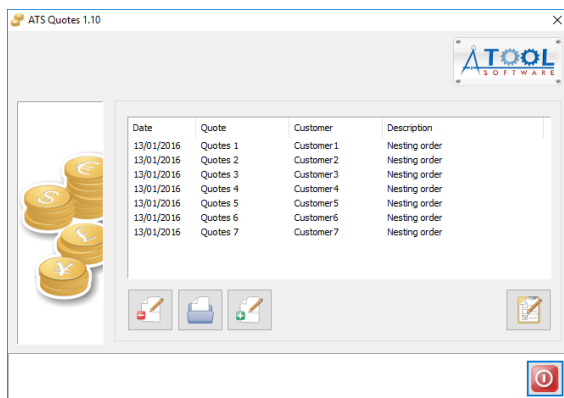 ATS Quotes 1.10
ATOOL
SOFTWARE
Date Quote Customer Description
13/01/2016 Quotes 1 Customer1 Nesting order
13/01/2016 Quotes 2 Customer2 Nesting order
13/01/2016 Quotes 3 Customer3 Nesting order
13/01/2016 Quotes 4 Customer4 Nesting order
13/01/2016 Quotes 5 Customer5 Nesting order
13/01/2016 Quotes 6 Customer6 Nesting order
13/01/2016 Quotes 7 Customer7 Nesting order